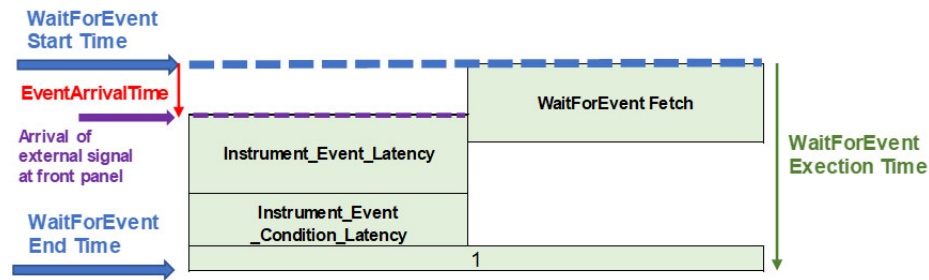 WaitForEvent
Start Time
EventArrivalTime
Arrival of
external signal
at front panel
WaitForEvent
End Time
WaitForEvent Fetch
Instrument_Event_Latency
Instrument_Event
_Condition_Latency
1
WaitForEvent
Exection Time